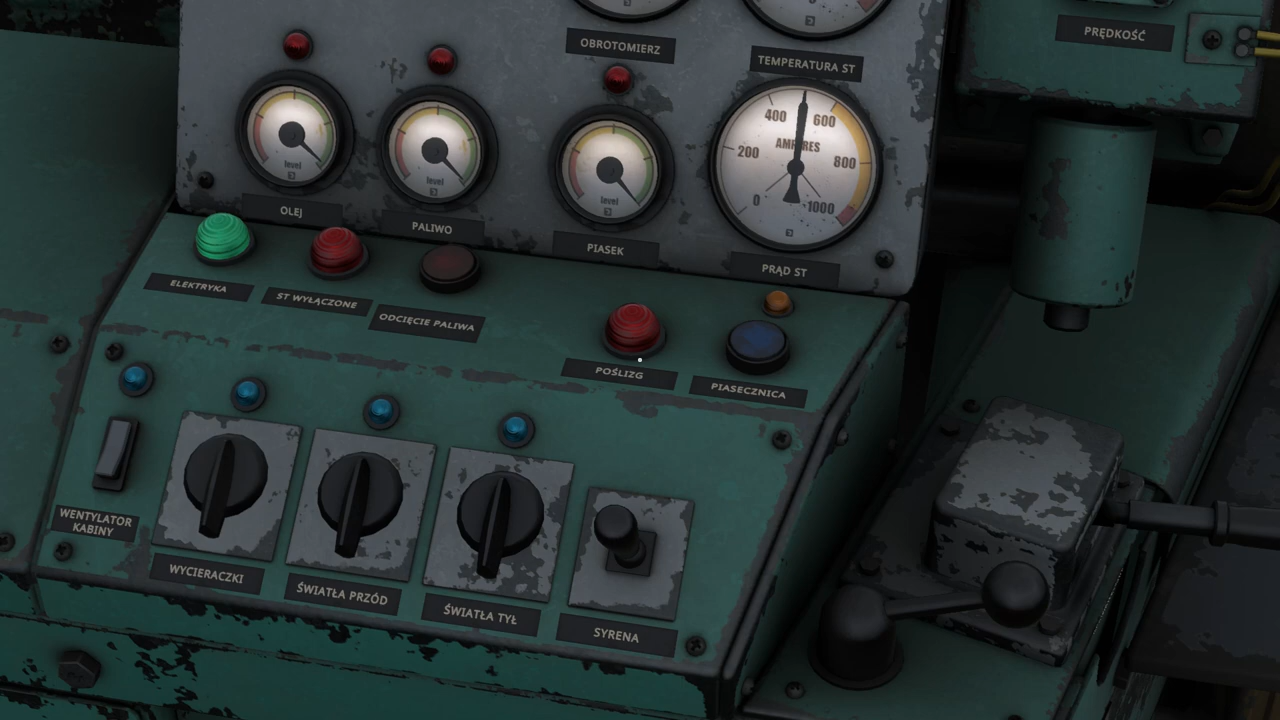 PRĘDKOŚĆ
OBROTOMIERZ
TEMPERATURA ST
level
level
level
400
600
AMPERES
200
800
0
1000
OLEJ
PALIWO
PIASEK
PRĄD ST
ELEKTRYKA
ST WYŁĄCZONE
ODCIĘCIE PALIWA
POŚLIZG
PIASECZNICA
WENTYLATOR
KABINY
WYCIERACZKI
ŚWIATŁA PRZÓD
ŚWIATŁA TYŁ
SYRENA